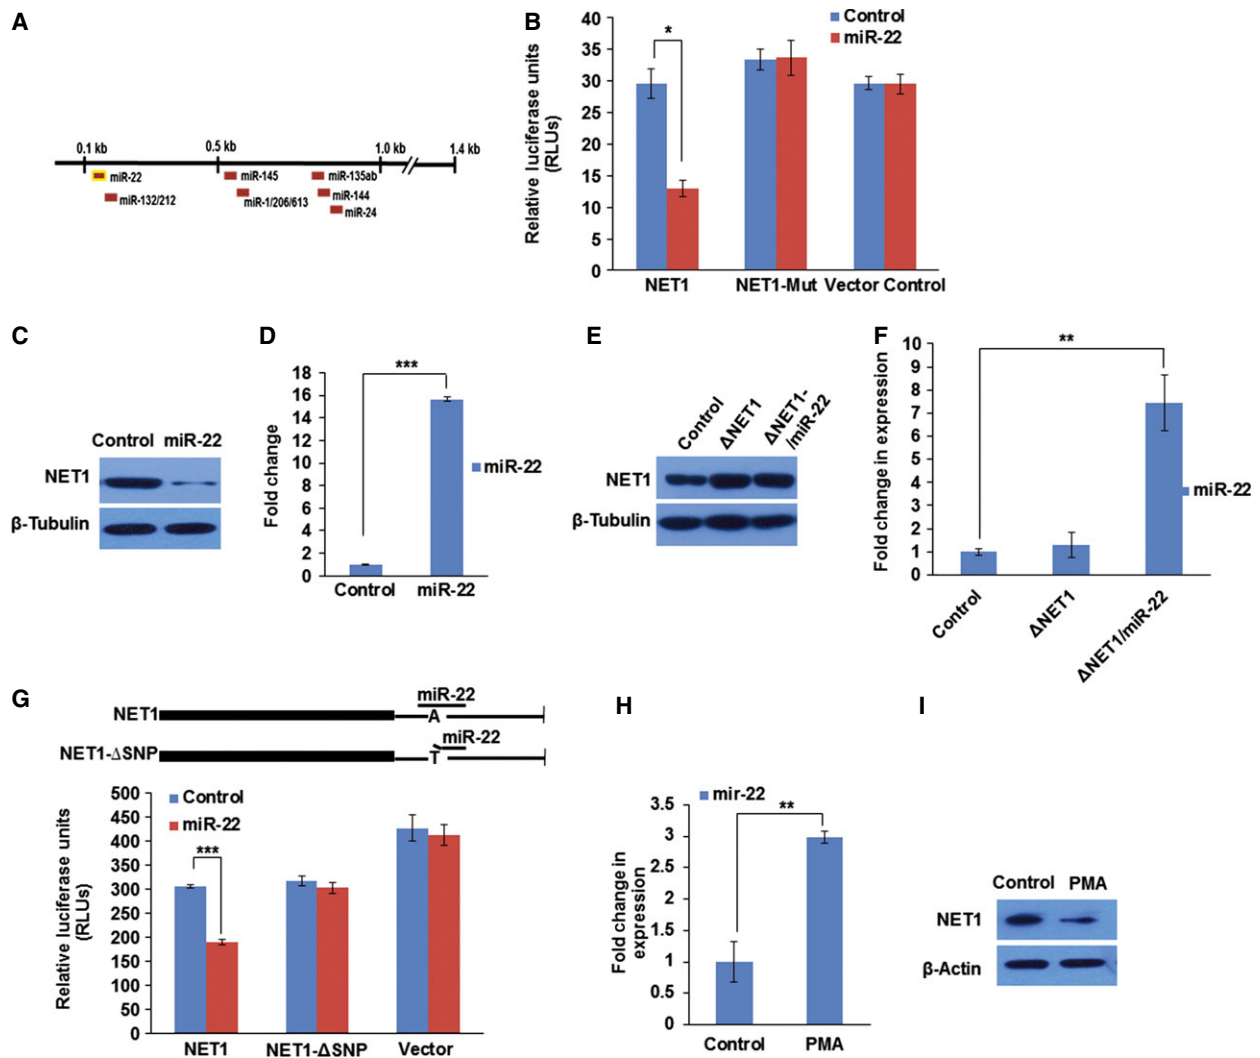 A
0.1 kb 0.5 kb 1.0 kb 1.4 kb
miR-22 miR-145 miR-135ab
miR-132/212 miR-1/206/613 miR-144
miR-24
B
Control
miR-22
*
Relative luciferase units
(RLUs)
40
35
30
25
20
15
10
5
0
NET1 NET1-Mut Vector Control
C
Control miR-22
NET1
β-Tubulin
D
***
Fold change
18
16
14
12
10
8
6
4
2
0
miR-22
Control miR-22
E
Control
ΔNET1
ΔNET1-
/miR-22
NET1
β-Tubulin
F
**
Fold change in expression
10
9
8
7
6
5
4
3
2
1
0
miR-22
Control
ΔNET1
ΔNET1/miR-22
G
miR-22
NET1 A
miR-22
NET1-ΔSNP T
Control
miR-22
***
Relative luciferase units
(RLUs)
500
450
400
350
300
250
200
150
100
50
0
NET1 NET1-ΔSNP Vector
H
mir-22
**
Fold change in
expression
3.5
3
2.5
2
1.5
1
0.5
0
Control PMA
I
Control PMA
NET1
β-Actin